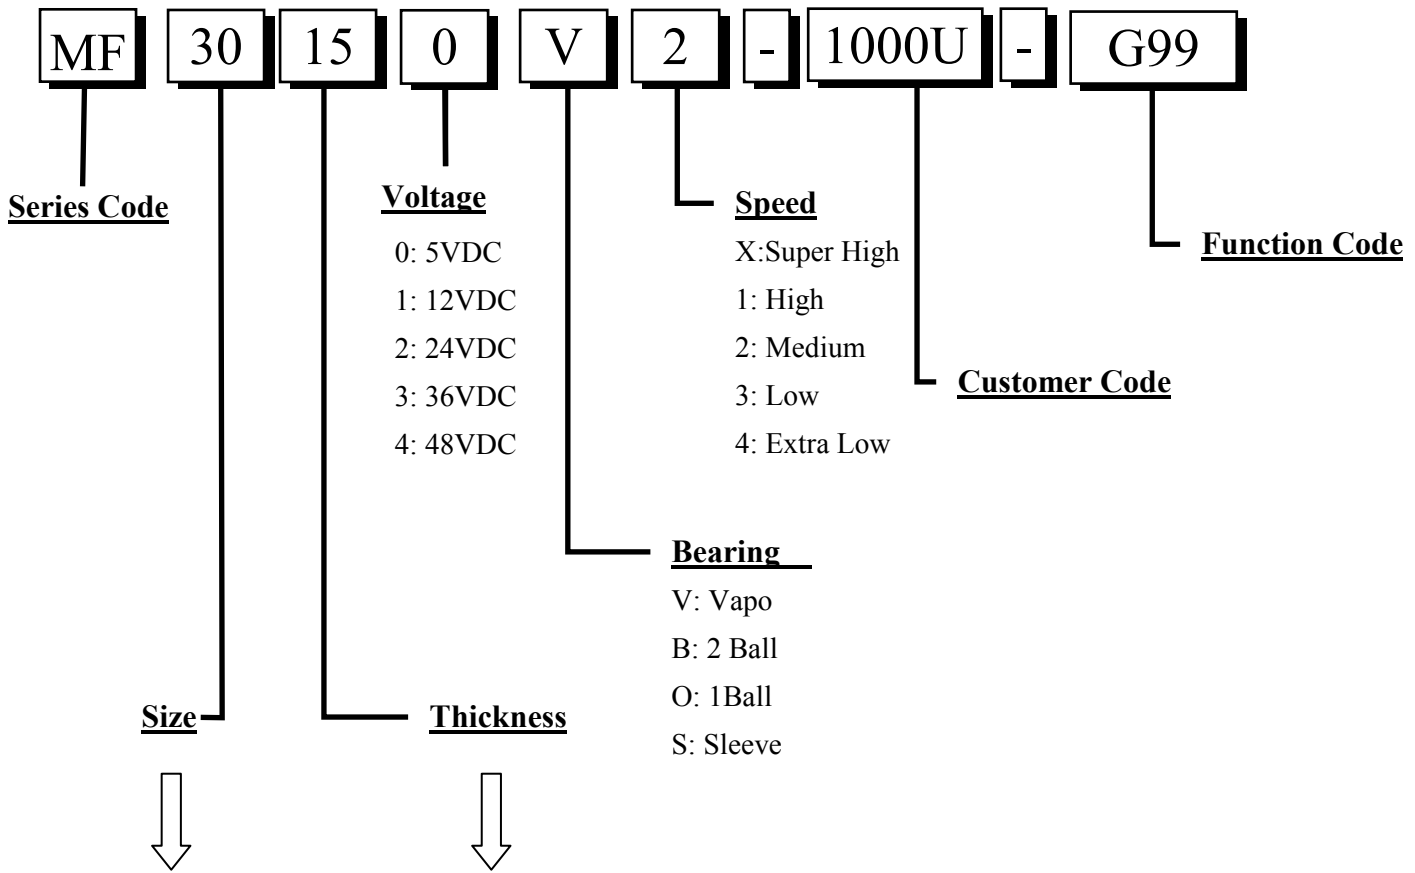 MF 30 15 0 V 2 - 1000U - G99
Series Code
Voltage
0: 5VDC
1: 12VDC
2: 24VDC
3: 36VDC
4: 48VDC
Speed
X:Super High
1: High
2: Medium
3: Low
4: Extra Low
Function Code
Customer Code
Bearing
V: Vapo
B: 2 Ball
O: 1Ball
S: Sleeve
Size
Thickness